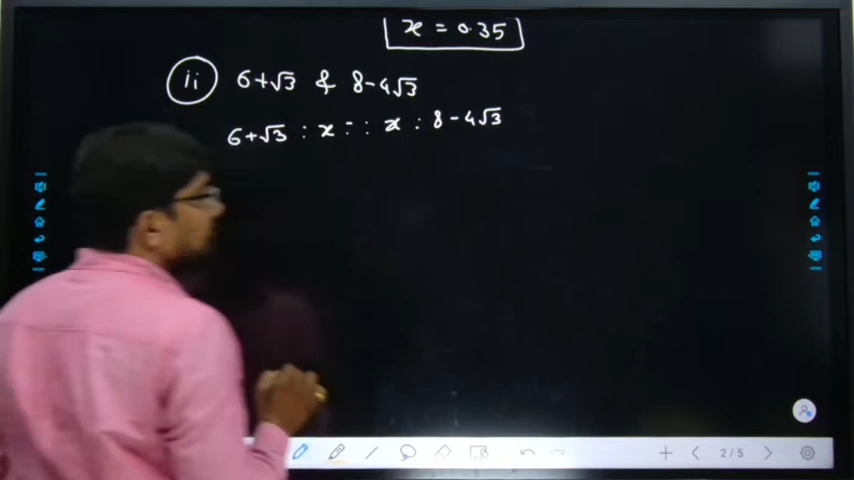 x = 0.35
ii 6+√3 & 8-4√3
6+√3 : x :: x : 8-4√3
2/5